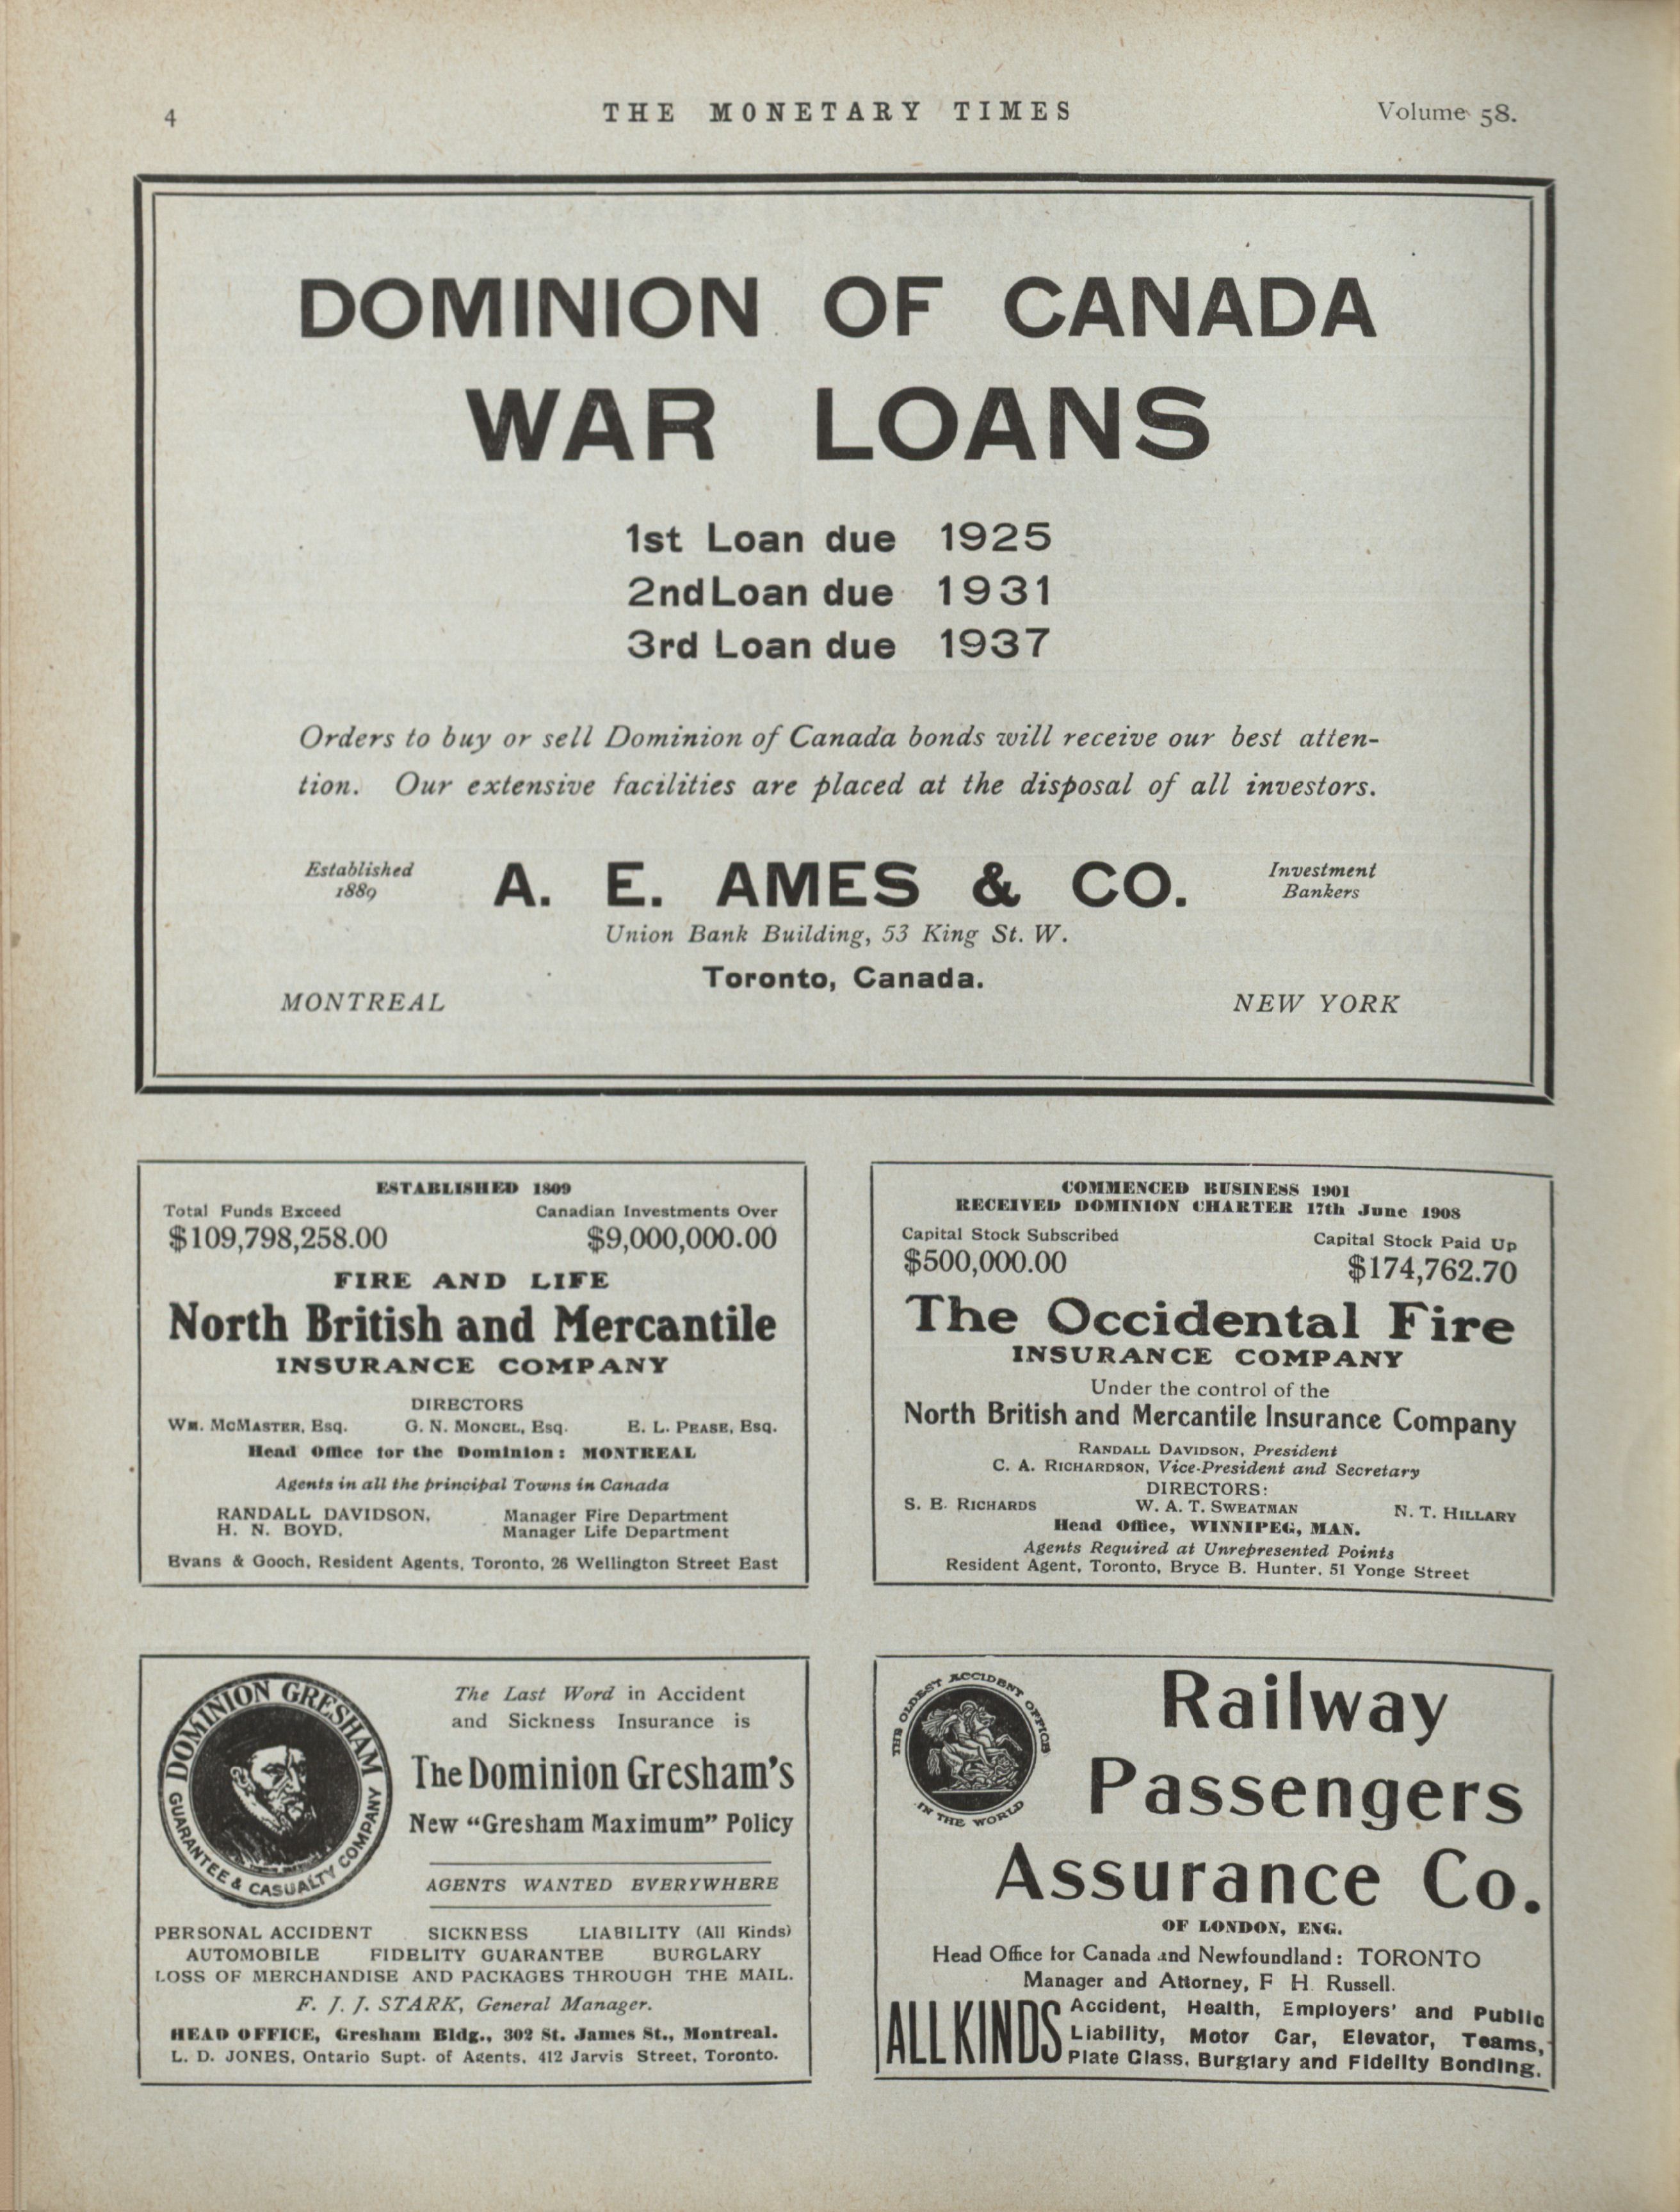 4
THE MONETARY TIMES
Volume 58.
DOMINION OF CANADA
WAR LOANS
1st Loan due 1925
2nd Loan due 1931
3rd Loan due 1937
Orders to buy or sell Dominion of Canada bonds will receive our best atten-
tion. Our extensive facilities are placed at the disposal of all investors.
Established
1889
A. E. AMES & CO.
Investment
Bankers
Union Bank Building, 53 King St. W.
Toronto, Canada.
MONTREAL
NEW YORK
ESTABLISHED 1809
Total Funds Exceed
Canadian Investments Over
$109,798,258.00
$9,000,000.00
FIRE AND LIFE
North British and Mercantile
INSURANCE COMPANY
DIRECTORS
WM. MCMASTER, Esq. G. N. MONCEL, Esq. E. L. PEASE, Esq.
Head Office for the Dominion: MONTREAL
Agents in all the principal Towns in Canada
RANDALL DAVIDSON, Manager Fire Department
H. N. BOYD, Manager Life Department
Evans & Gooch, Resident Agents, Toronto, 26 Wellington Street East
COMMENCED BUSINESS 1901
RECEIVED DOMINION CHARTER 17th June 1908
Capital Stock Subscribed
Capital Stock Paid Up
$500,000.00
$174,762.70
The Occidental Fire
INSURANCE COMPANY
Under the control of the
North British and Mercantile Insurance Company
RANDALL DAVIDSON, President
C. A. RICHARDSON, Vice-President and Secretary
DIRECTORS:
S. E. RICHARDS W. A. T. SWEATMAN N. T. HILLARY
Head Office, WINNIPEG, MAN.
Agents Required at Unrepresented Points
Resident Agent, Toronto, Bryce B. Hunter, 51 Yonge Street
DOMINION GRESHAM
GUARANTEE & CASUALTY COMPANY
The Last Word in Accident
and Sickness Insurance is
The Dominion Gresham's
New "Gresham Maximum" Policy
AGENTS WANTED EVERYWHERE
PERSONAL ACCIDENT SICKNESS LIABILITY (All Kinds)
AUTOMOBILE FIDELITY GUARANTEE BURGLARY
LOSS OF MERCHANDISE AND PACKAGES THROUGH THE MAIL.
F. J. J. STARK, General Manager.
HEAD OFFICE, Gresham Bldg., 302 St. James St., Montreal.
L. D. JONES, Ontario Supt. of Agents, 412 Jarvis Street, Toronto.
THE OLDEST ACCIDENT OFFICE
IN THE WORLD
Railway
Passengers
Assurance Co.
OF LONDON, ENG.
Head Office for Canada and Newfoundland: TORONTO
Manager and Attorney, F H. Russell.
ALL KINDS
Accident, Health, Employers' and Public
Liability, Motor Car, Elevator, Teams,
Plate Glass, Burglary and Fidelity Bonding.